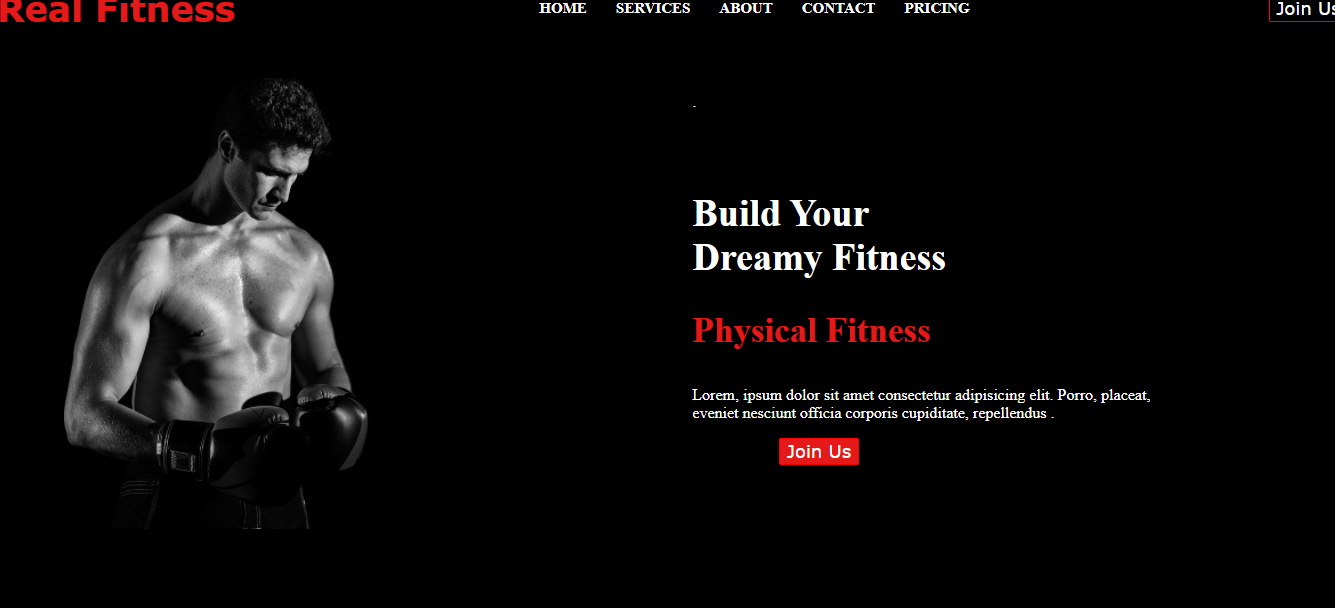 Real Fitness
HOME SERVICES ABOUT CONTACT PRICING
Join Us
-
Build Your
Dreamy Fitness
Physical Fitness
Lorem, ipsum dolor sit amet consectetur adipisicing elit. Porro, placeat,
eveniet nesciunt officia corporis cupiditate, repellendus .
Join Us